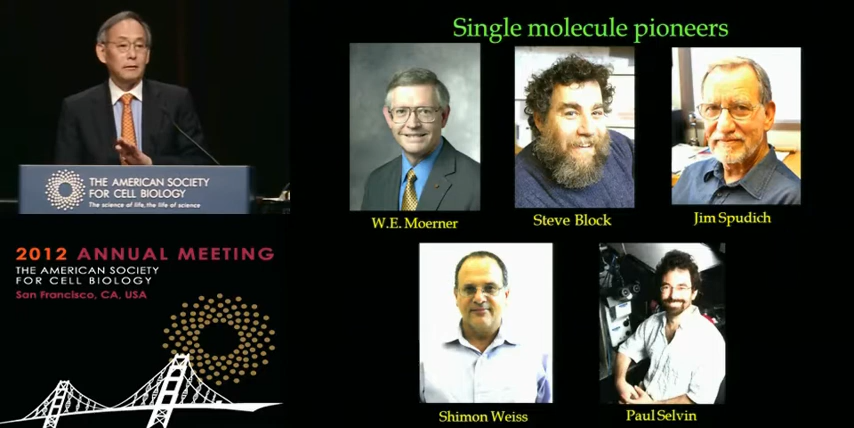 THE AMERICAN SOCIETY
FOR CELL BIOLOGY
The science of life, the life of science
2012 ANNUAL MEETING
THE AMERICAN SOCIETY
FOR CELL BIOLOGY
San Francisco, CA, USA
Single molecule pioneers
W.E. Moerner
Steve Block
Jim Spudich
Shimon Weiss
Paul Selvin